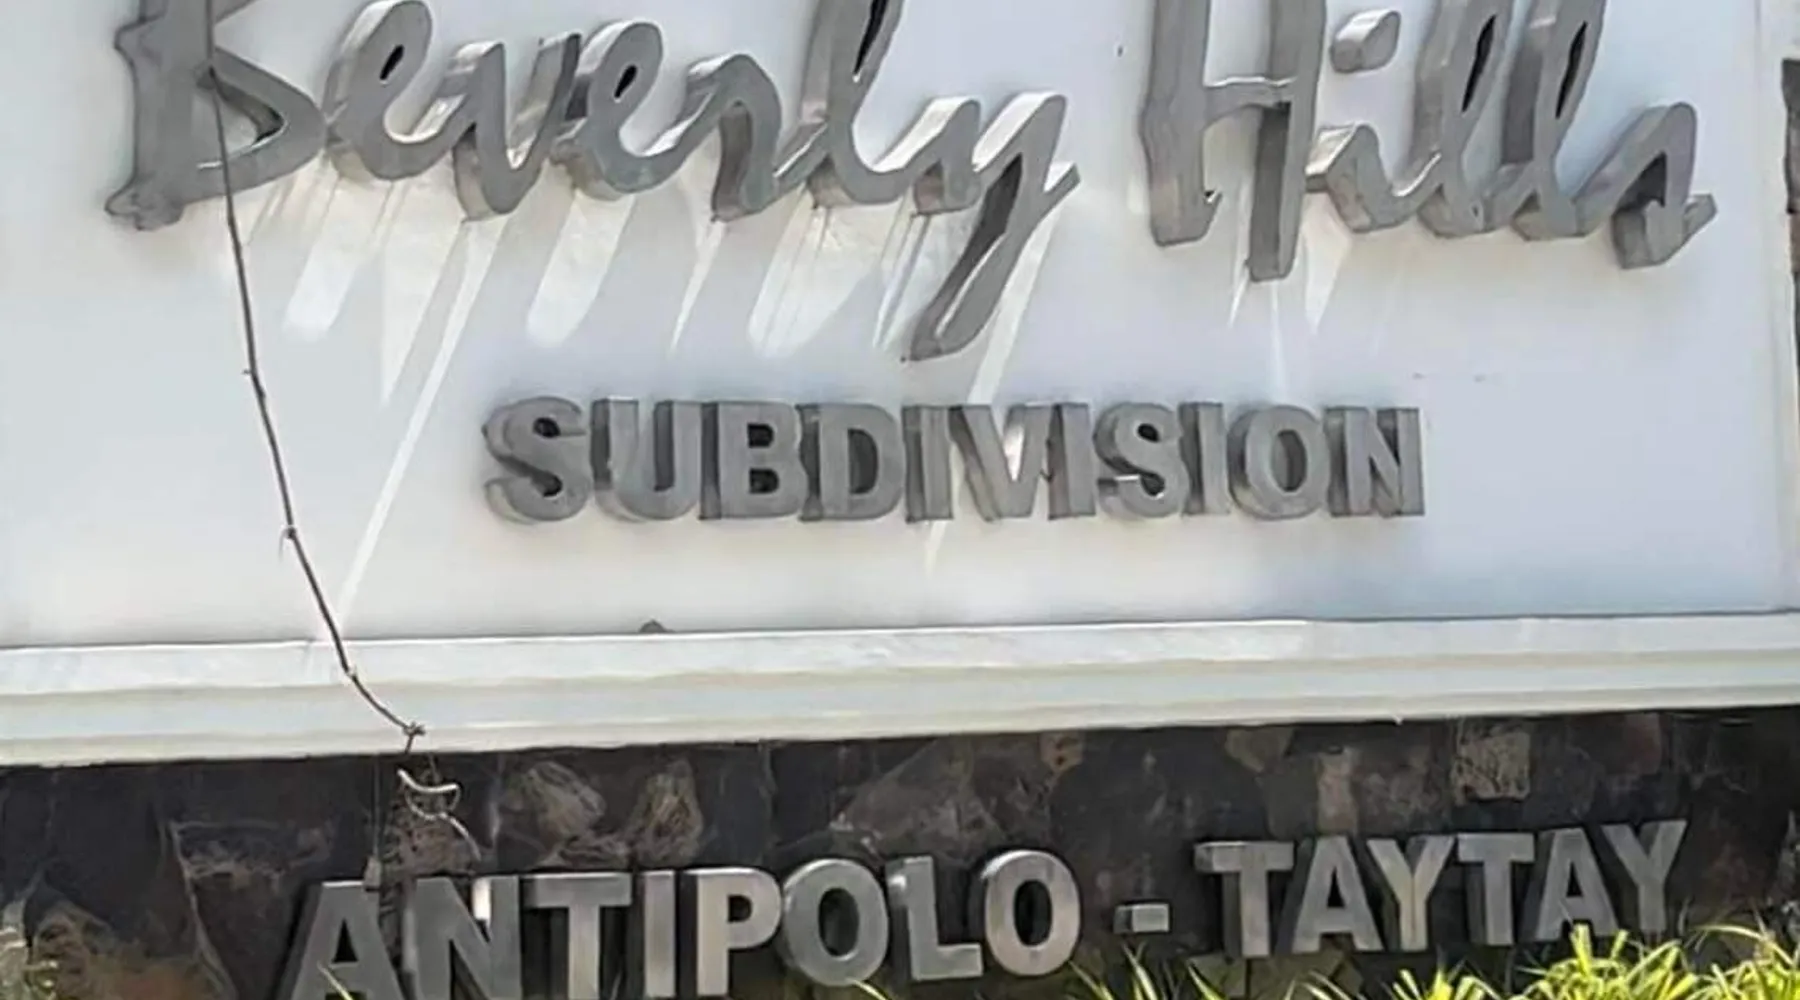 Beverly Hills
SUBDIVISION
ANTIPOLO - TAYTAY